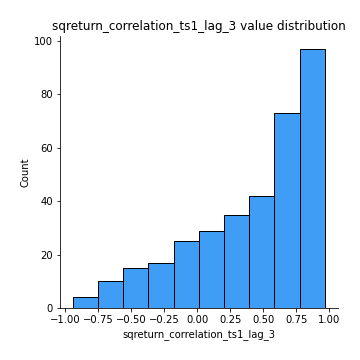 sqreturn_correlation_ts1_lag_3 value distribution
100
80
60
40
20
0
Count
−1.00 −0.75 −0.50 −0.25 0.00 0.25 0.50 0.75 1.00
sqreturn_correlation_ts1_lag_3